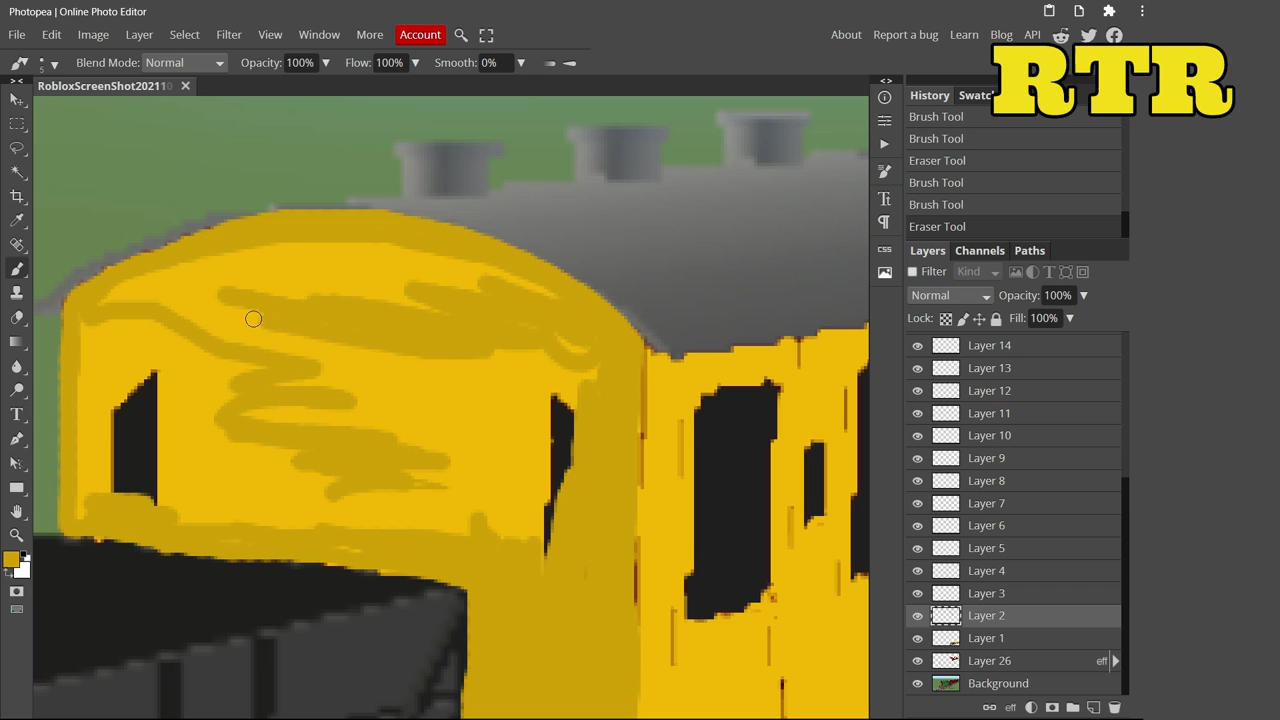 Photopea | Online Photo Editor
File Edit Image Layer Select Filter View Window More Account About Report a bug Learn Blog API
RTR
5 Blend Mode: Normal Opacity: 100% Flow: 100% Smooth: 0%
RobloxScreenShot202111
History Swatc
Brush Tool
Brush Tool
Eraser Tool
Brush Tool
Brush Tool
Eraser Tool
Layers Channels Paths
Filter Kind
Normal Opacity: 100%
Lock: Fill: 100%
Layer 14
Layer 13
Layer 12
Layer 11
Layer 10
Layer 9
Layer 8
Layer 7
Layer 6
Layer 5
Layer 4
Layer 3
Layer 2
Layer 1
Layer 26 eff
Background
eff
CSS